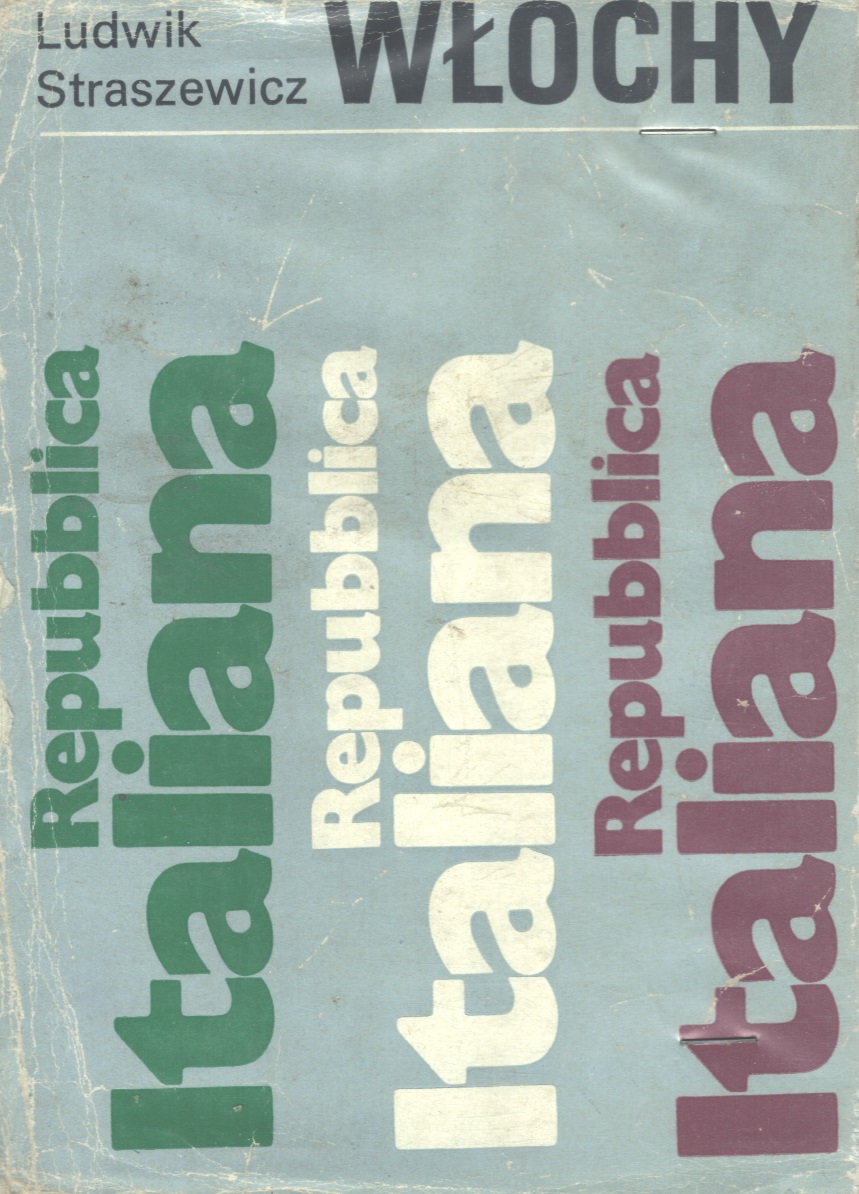 Ludwik
Straszewicz
WŁOCHY
Repubblica
Italiana
Repubblica
Italiana
Repubblica
Italiana